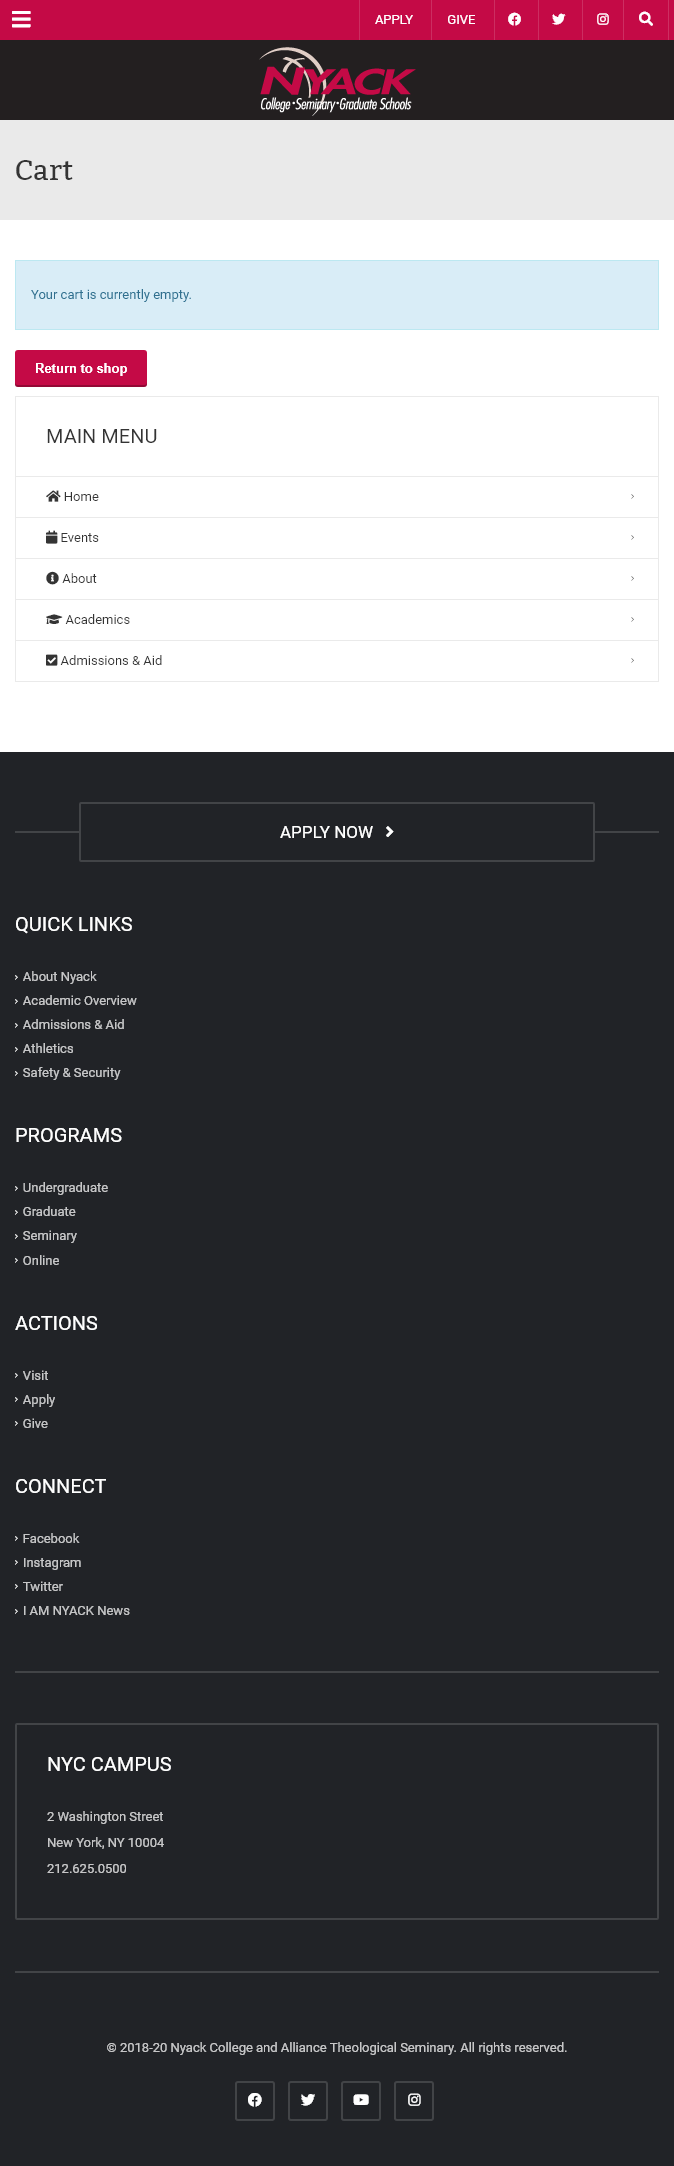 APPLY GIVE
NYACK
College•Seminary•Graduate Schools
Cart
Your cart is currently empty.
Return to shop
MAIN MENU
Home
Events
About
Academics
Admissions & Aid
APPLY NOW
QUICK LINKS
About Nyack
Academic Overview
Admissions & Aid
Athletics
Safety & Security
PROGRAMS
Undergraduate
Graduate
Seminary
Online
ACTIONS
Visit
Apply
Give
CONNECT
Facebook
Instagram
Twitter
I AM NYACK News
NYC CAMPUS
2 Washington Street
New York, NY 10004
212.625.0500
© 2018-20 Nyack College and Alliance Theological Seminary. All rights reserved.